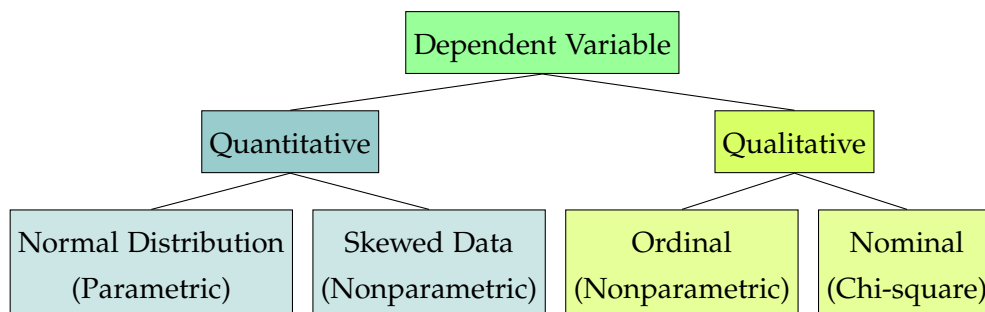 Dependent Variable
Quantitative
Qualitative
Normal Distribution
(Parametric)
Skewed Data
(Nonparametric)
Ordinal
(Nonparametric)
Nominal
(Chi-square)